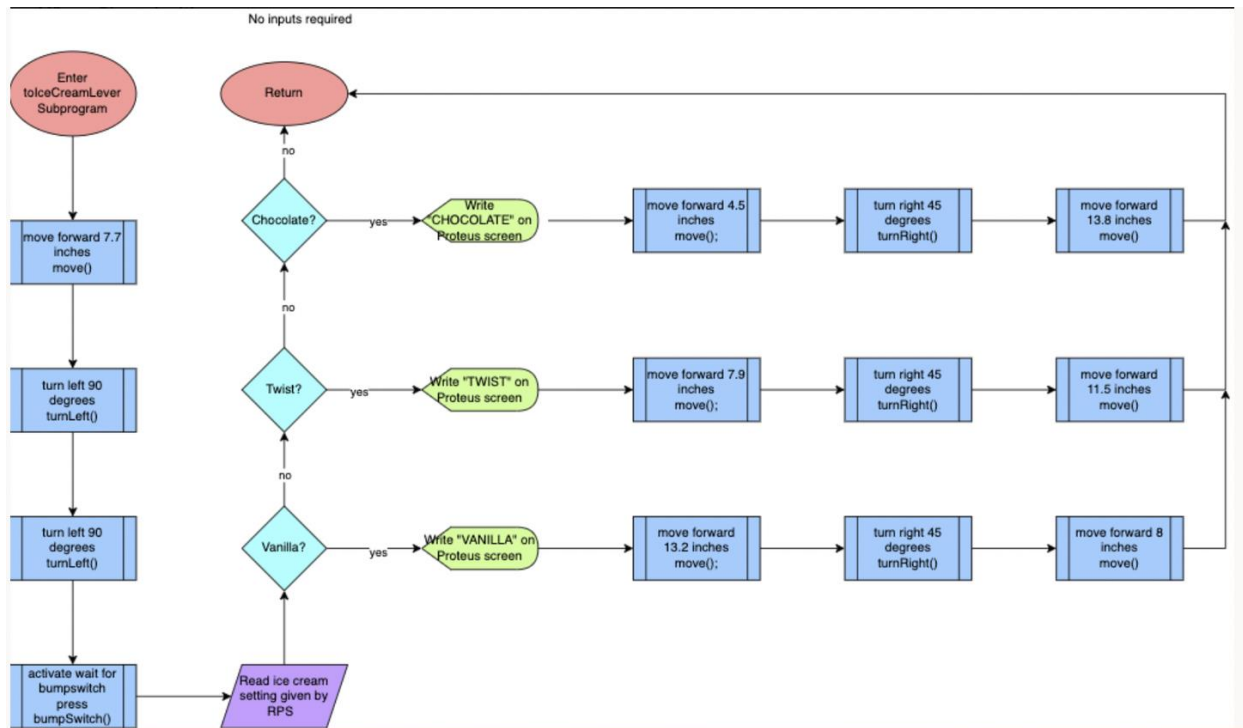 No inputs required
Enter
toIceCreamLever
Subprogram
move forward 7.7
inches
move()
turn left 90
degrees
turnLeft()
turn left 90
degrees
turnLeft()
activate wait for
bumpswitch
press
bumpSwitch()
Read ice cream
setting given by
RPS
Vanilla?
yes
Write "VANILLA" on
Proteus screen
move forward
13.2 inches
move();
turn right 45
degrees
turnRight()
move forward 8
inches
move()
no
Twist?
yes
Write "TWIST" on
Proteus screen
move forward 7.9
inches
move();
turn right 45
degrees
turnRight()
move forward
11.5 inches
move()
no
Chocolate?
yes
Write
"CHOCOLATE" on
Proteus screen
move forward 4.5
inches
move();
turn right 45
degrees
turnRight()
move forward
13.8 inches
move()
no
Return